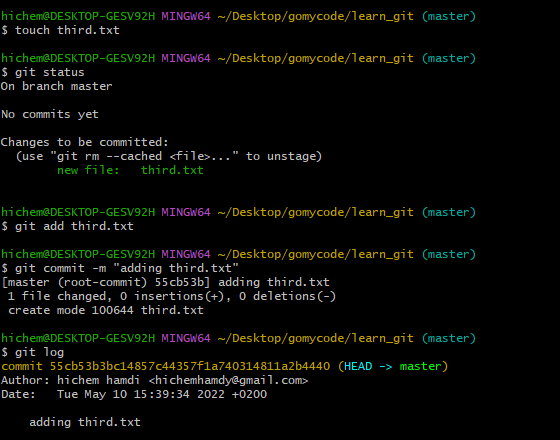 hichem@DESKTOP-GESV92H MINGW64 ~/Desktop/gomycode/learn_git (master)
$ touch third.txt
hichem@DESKTOP-GESV92H MINGW64 ~/Desktop/gomycode/learn_git (master)
$ git status
On branch master
No commits yet
Changes to be committed:
  (use "git rm --cached <file>..." to unstage)
        new file:   third.txt
hichem@DESKTOP-GESV92H MINGW64 ~/Desktop/gomycode/learn_git (master)
$ git add third.txt
hichem@DESKTOP-GESV92H MINGW64 ~/Desktop/gomycode/learn_git (master)
$ git commit -m "adding third.txt"
[master (root-commit) 55cb53b] adding third.txt
 1 file changed, 0 insertions(+), 0 deletions(-)
 create mode 100644 third.txt
hichem@DESKTOP-GESV92H MINGW64 ~/Desktop/gomycode/learn_git (master)
$ git log
commit 55cb53b3bc14857c44357f1a740314811a2b4440 (HEAD -> master)
Author: hichem hamdi <hichemhamdy@gmail.com>
Date:   Tue May 10 15:39:34 2022 +0200
    adding third.txt